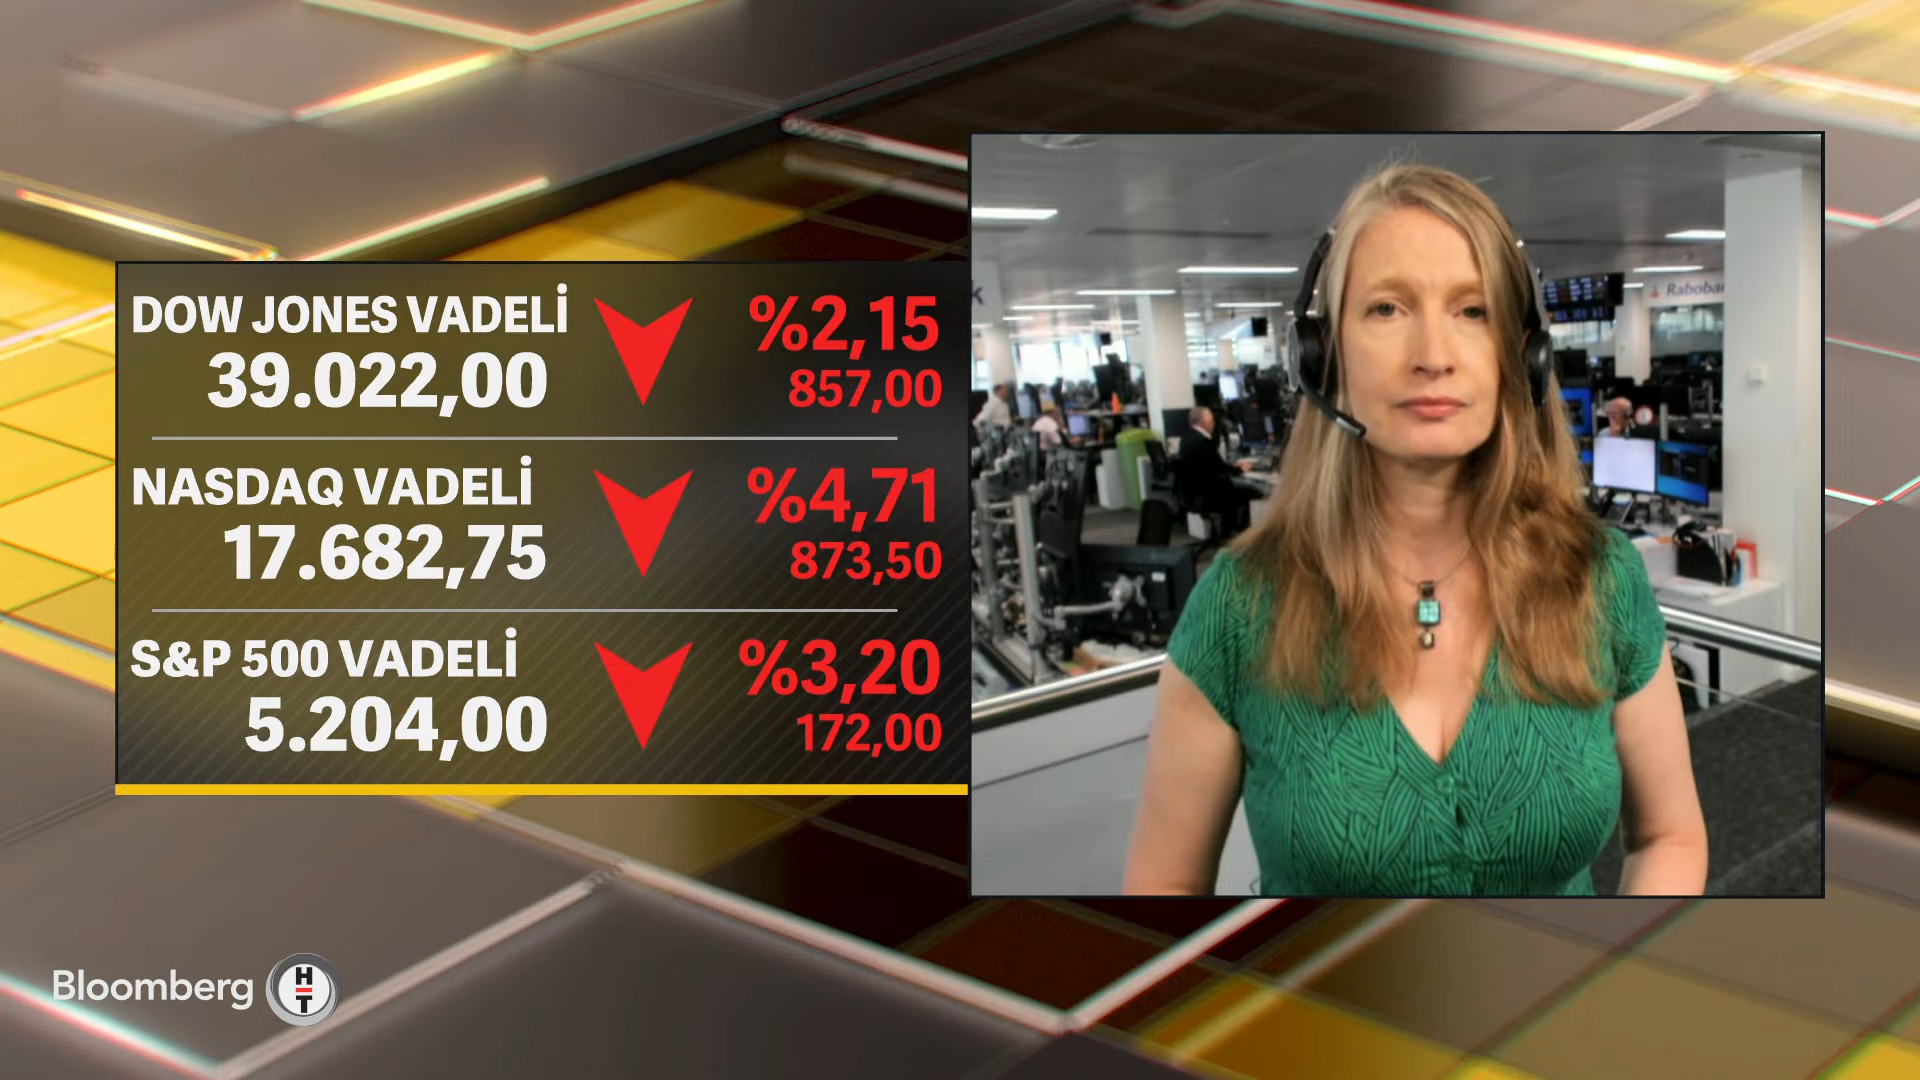 DOW JONES VADELİ
39.022,00
%2,15
857,00
NASDAQ VADELİ
17.682,75
%4,71
873,50
S&P 500 VADELİ
5.204,00
%3,20
172,00
Bloomberg HT